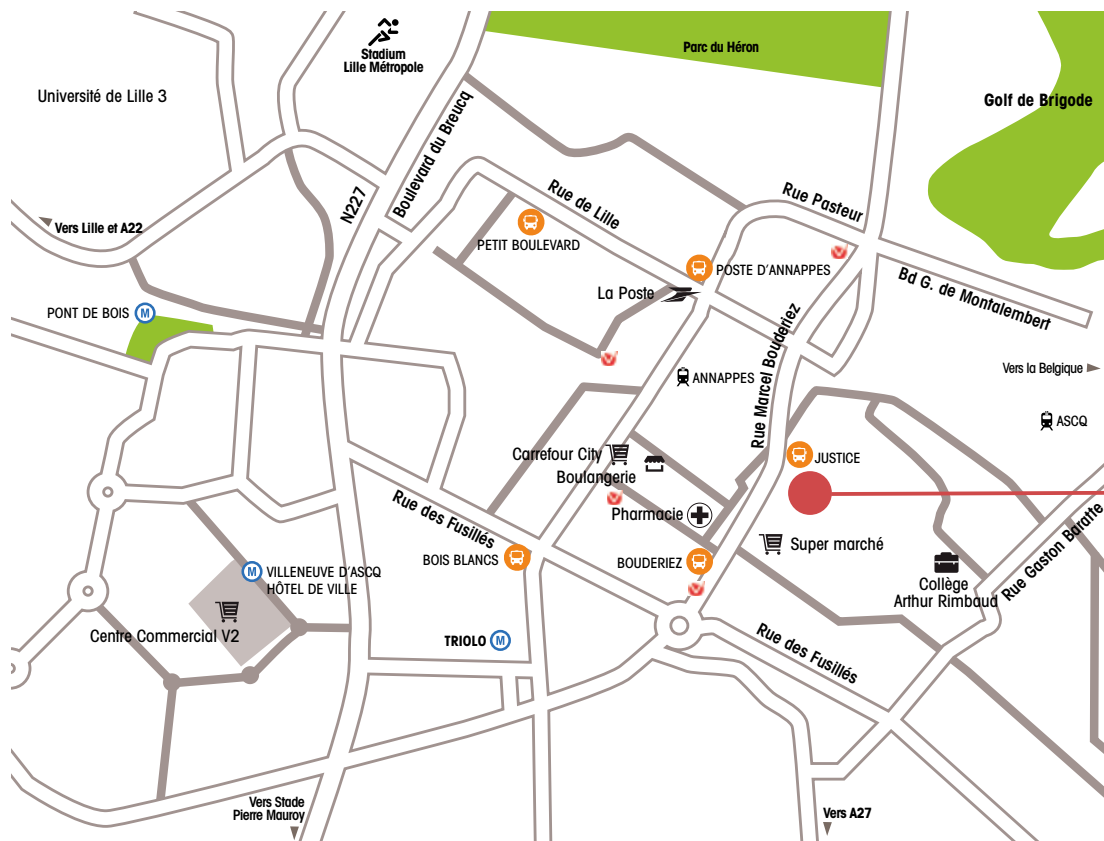 Stadium
Lille Métropole
Parc du Héron
Université de Lille 3
Golf de Brigode
Boulevard du Breucq
N227
Rue de Lille
Rue Pasteur
Vers Lille et A22
PETIT BOULEVARD
POSTE D'ANNAPPES
La Poste
Bd G. de Montalembert
PONT DE BOIS
M
Rue Marcel Bouderiez
ANNAPPES
Vers la Belgique
ASCQ
Carrefour City
Boulangerie
JUSTICE
Rue des Fusillés
Pharmacie
Super marché
BOIS BLANCS
BOUDERIEZ
Rue Gaston Baratte
M
VILLENEUVE D'ASCQ
HÔTEL DE VILLE
Collège
Arthur Rimbaud
Centre Commercial V2
TRIOLO
M
Rue des Fusillés
Vers Stade
Pierre Mauroy
Vers A27